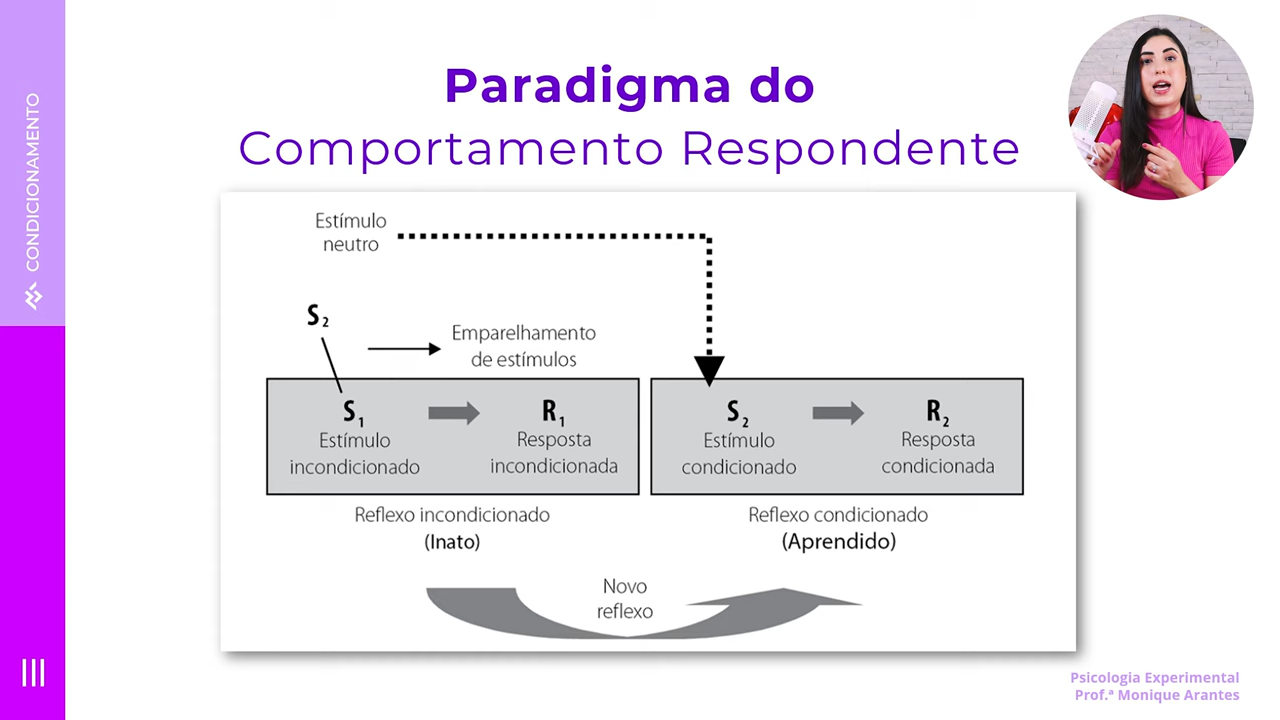 CONDICIONAMENTO
Paradigma do
Comportamento Respondente
Estímulo
neutro
S2
Emparelhamento
de estímulos
S1
Estímulo
incondicionado
R1
Resposta
incondicionada
S2
Estímulo
condicionado
R2
Resposta
condicionada
Reflexo incondicionado
(Inato)
Reflexo condicionado
(Aprendido)
Novo
reflexo
Psicologia Experimental
Prof.ª Monique Arantes